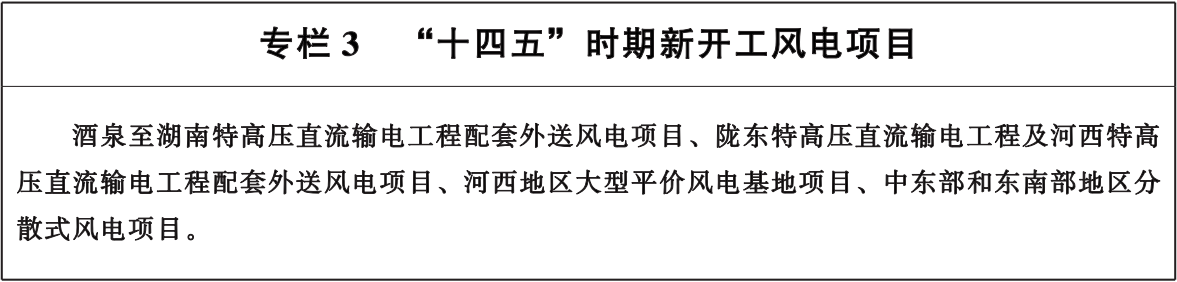 专栏 3 “十四五”时期新开工风电项目
酒泉至湖南特高压直流输电工程配套外送风电项目、陇东特高压直流输电工程及河西特高
压直流输电工程配套外送风电项目、河西地区大型平价风电基地项目、中东部和东南部地区分
散式风电项目。